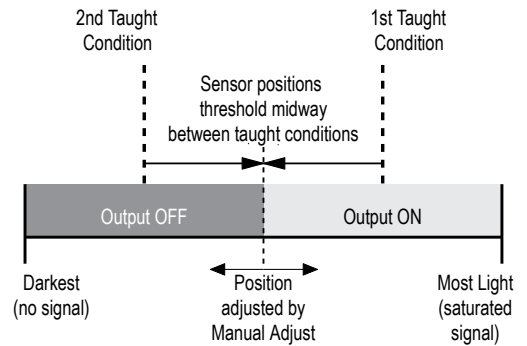 2nd Taught
Condition
1st Taught
Condition
Sensor positions
threshold midway
between taught conditions
Output OFF
Output ON
Darkest
(no signal)
Position
adjusted by
Manual Adjust
Most Light
(saturated
signal)